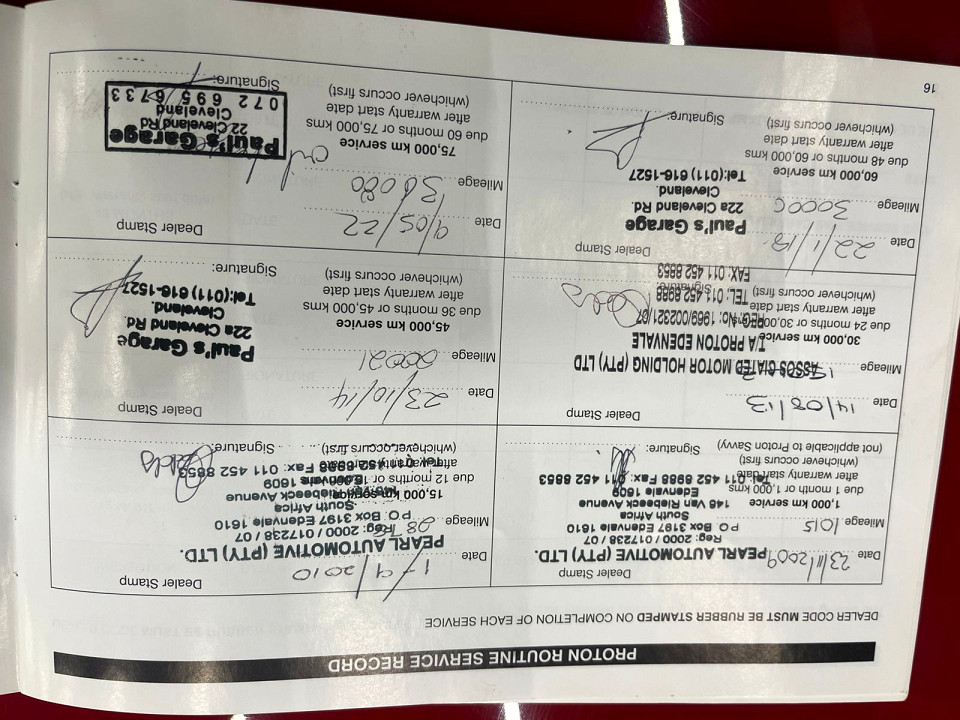 PROTON ROUTINE SERVICE RECORD
DEALER CODE MUST BE RUBBER STAMPED ON COMPLETION OF EACH SERVICE
Dealer Stamp
Date 23/11/2009
PEARL AUTOMOTIVE (PTY) LTD.
Reg: 2000 / 017238 / 07
Mileage 1015
P.O. Box 3197 Edenvale 1610
South Africa
1,000 km service
146 Van Riebeeck Avenue
Edenvale 1609
due 1 month or 1,000 kms
Tel: 011 452 8988 Fax: 011 452 8853
after warranty start date
(whichever occurs first)
(not applicable to Proton Savvy)
Signature:
Dealer Stamp
Date 1-9/2010
PEARL AUTOMOTIVE (PTY) LTD.
Reg: 2000 / 017238 / 07
Mileage
P.O. Box 3197 Edenvale 1610
South Africa
Riebeeck Avenue
15,000 km service
1609
due 12 months or
after warranty
Fax: 011 452 8853
(whichever occurs first)
Signature:
Dealer Stamp
Date 14/08/13
ASSOCIATED MOTOR HOLDING (PTY) LTD
Mileage
T/A PROTON EDENVALE
30,000 km service
REG. No: 1969/002321/07
due 24 months or 30,000
TEL: 011 452 8988
after warranty start date
(whichever occurs first)
Signature:
FAX: 011 452 8853
Dealer Stamp
Date 23/10/14
Mileage 20021
Paul's Garage
22a Cleveland Rd.
Cleveland.
Tel:(011) 616-1527
45,000 km service
due 36 months or 45,000 kms
after warranty start date
(whichever occurs first)
Signature:
Dealer Stamp
Date 22/1/18
Paul's Garage
22a Cleveland Rd.
Cleveland.
Tel:(011) 616-1527
Mileage 30000
60,000 km service
due 48 months or 60,000 kms
after warranty start date
(whichever occurs first)
Signature:
Dealer Stamp
Date 9/05/22
Mileage 36080
Paul's Garage
22 Cleveland Rd
Cleveland
072 695 6733
75,000 km service
due 60 months or 75,000 kms
after warranty start date
(whichever occurs first)
Signature:
16